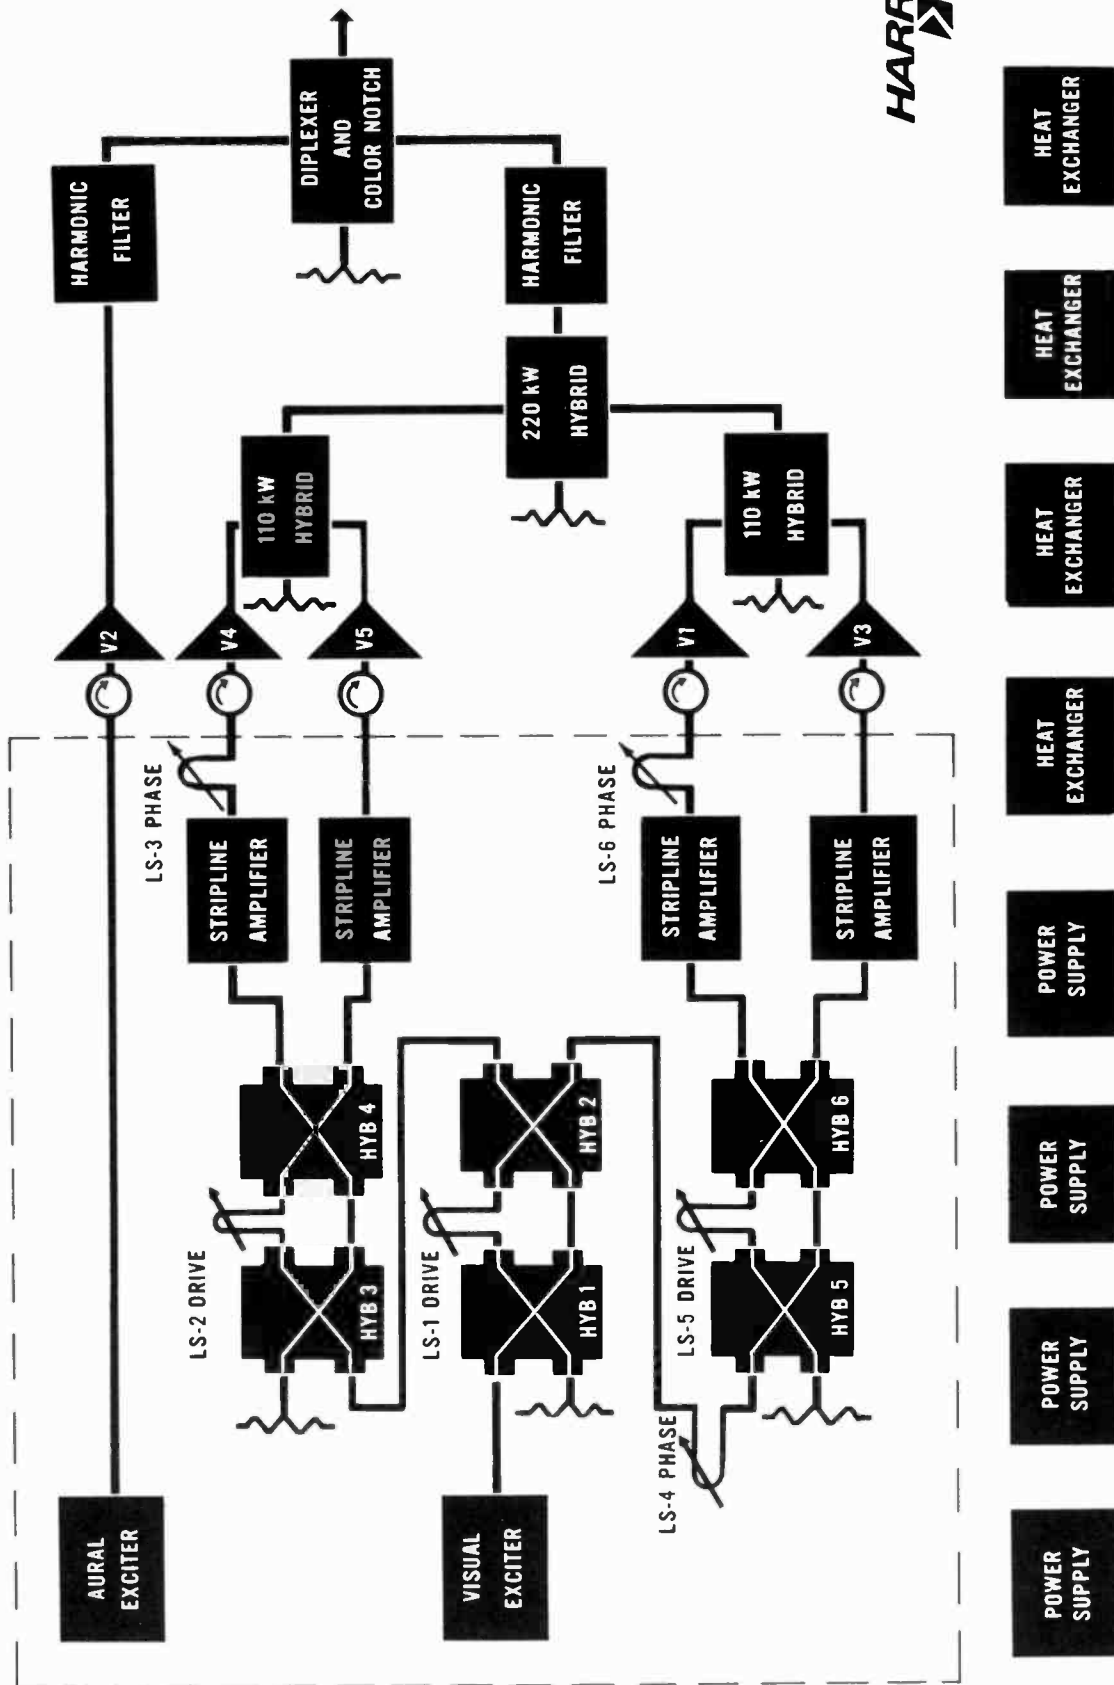 AURAL
EXCITER
HARMONIC
FILTER
V2
DIPLEXER
AND
COLOR NOTCH
LS-3 PHASE
STRIPLINE
AMPLIFIER
V4
110 kW
HYBRID
LS-2 DRIVE
HYB 3
HYB 4
STRIPLINE
AMPLIFIER
V5
VISUAL
EXCITER
LS-1 DRIVE
HYB 1
HYB 2
220 kW
HYBRID
HARMONIC
FILTER
LS-4 PHASE
LS-5 DRIVE
HYB 5
HYB 6
LS-6 PHASE
STRIPLINE
AMPLIFIER
V1
110 kW
HYBRID
STRIPLINE
AMPLIFIER
V3
POWER
SUPPLY
POWER
SUPPLY
POWER
SUPPLY
POWER
SUPPLY
HEAT
EXCHANGER
HEAT
EXCHANGER
HEAT
EXCHANGER
HEAT
EXCHANGER